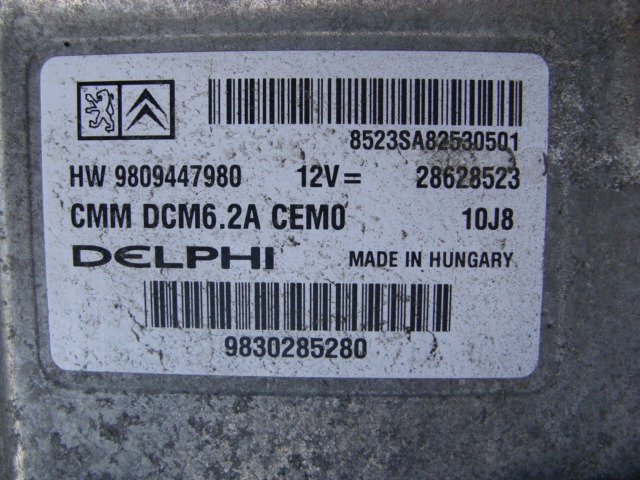 8523SA82530501
HW 9809447980 12V= 28628523
CMM DCM6.2A CEM0 10J8
DELPHI MADE IN HUNGARY
9830285280